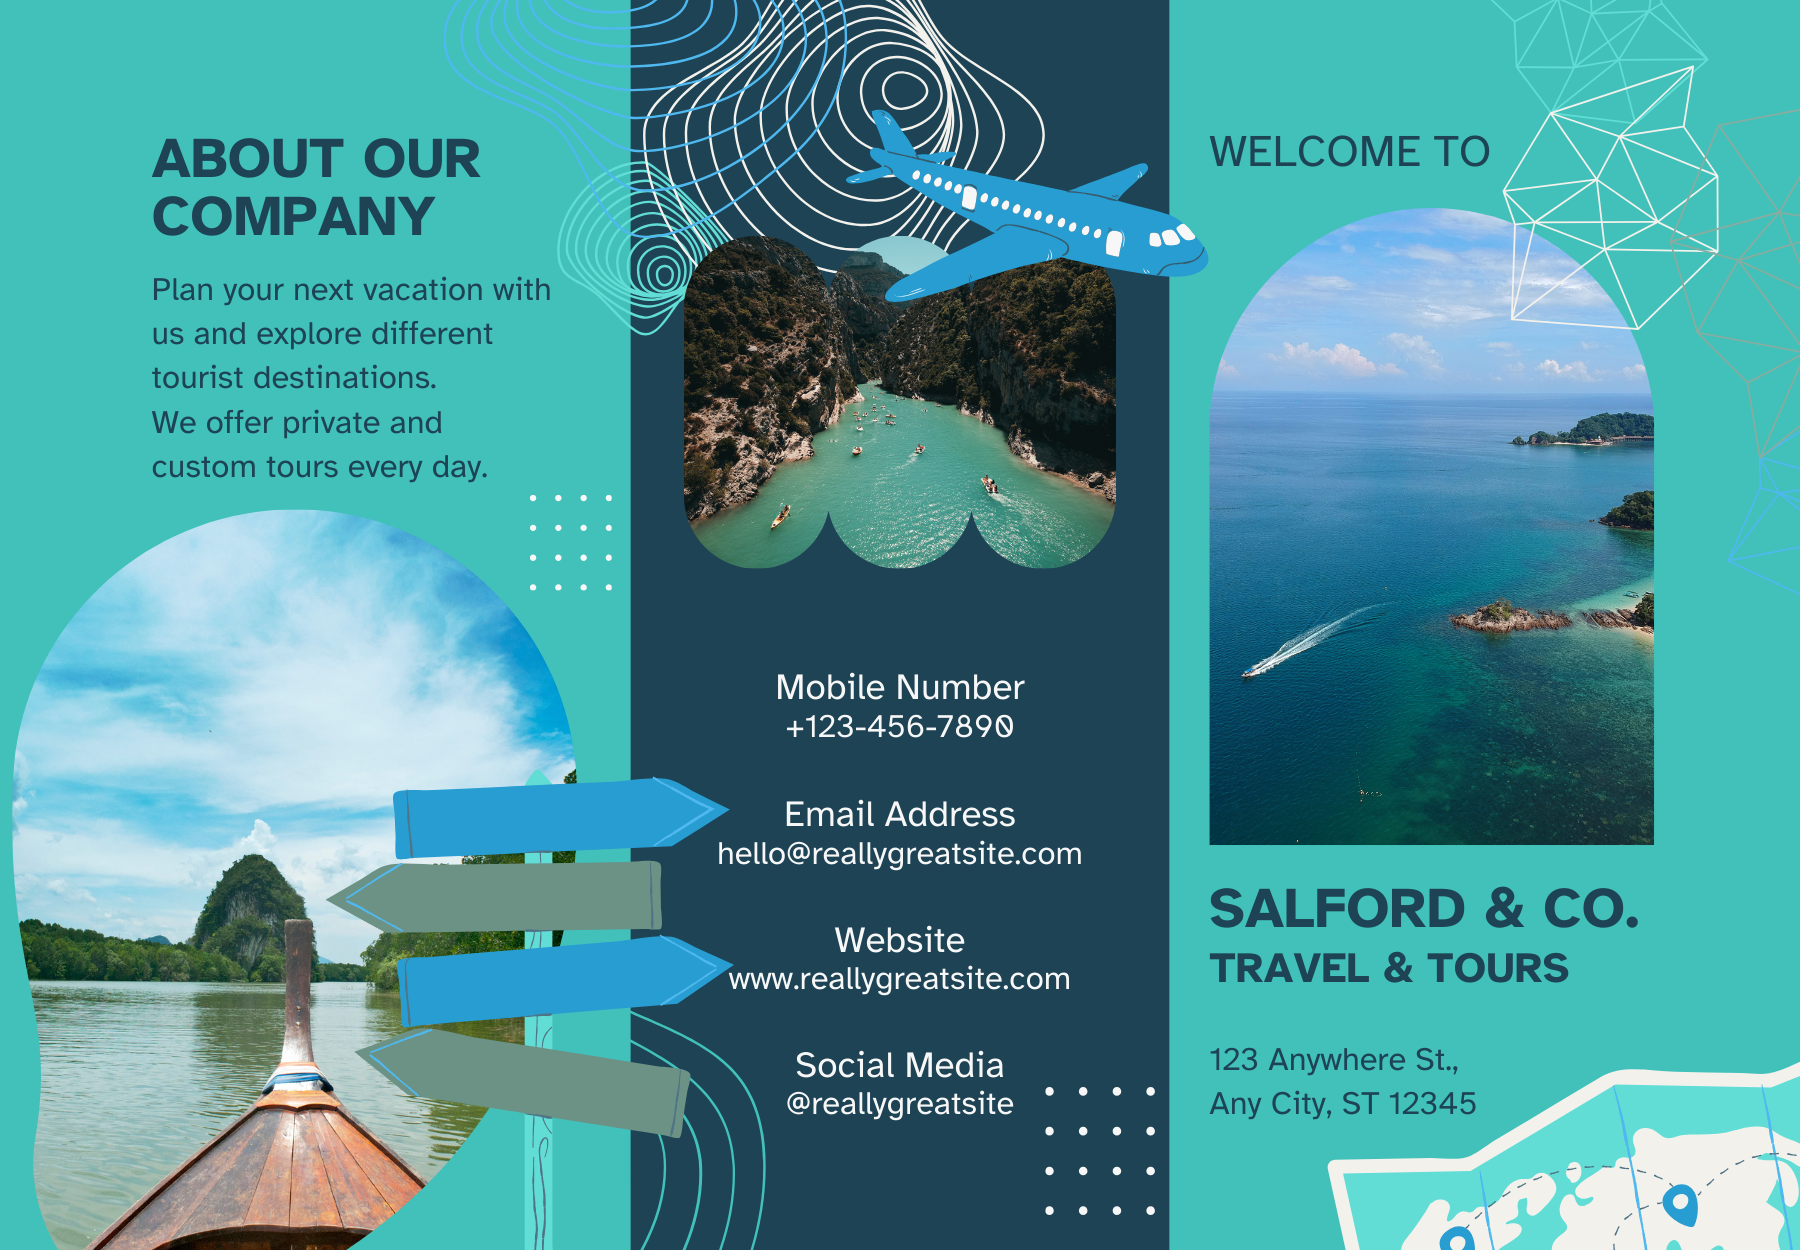 ABOUT OUR
COMPANY
Plan your next vacation with
us and explore different
tourist destinations.
We offer private and
custom tours every day.
Mobile Number
+123-456-7890
Email Address
hello@reallygreatsite.com
Website
www.reallygreatsite.com
Social Media
@reallygreatsite
WELCOME TO
SALFORD & CO.
TRAVEL & TOURS
123 Anywhere St.,
Any City, ST 12345